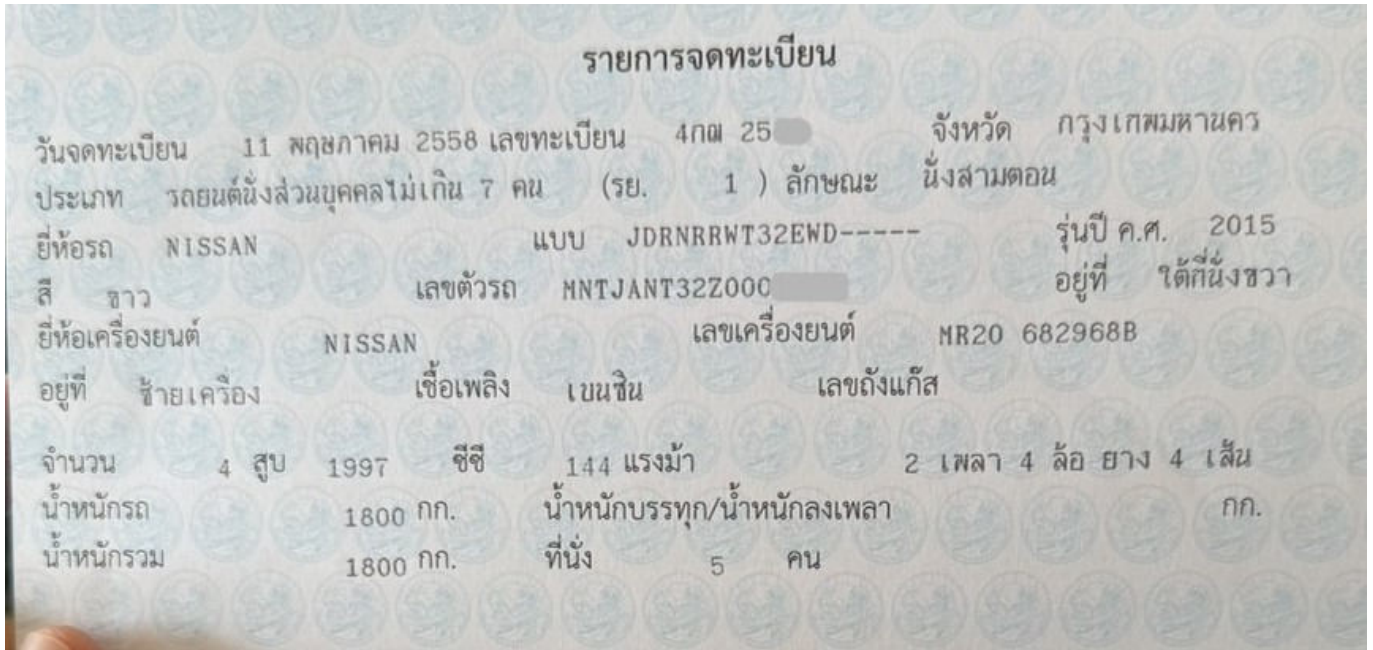 รายการจดทะเบียน
วันจดทะเบียน 11 พฤษภาคม 2558 เลขทะเบียน 4กฒ 25 จังหวัด กรุงเทพมหานคร
ประเภท รถยนต์นั่งส่วนบุคคลไม่เกิน 7 คน (รย. 1 ) ลักษณะ นั่งสามตอน
ยี่ห้อรถ NISSAN แบบ JDRNRRWT32EWD----- รุ่นปี ค.ศ. 2015
สี ขาว เลขตัวรถ MNTJANT32Z000 อยู่ที่ ใต้ที่นั่งขวา
ยี่ห้อเครื่องยนต์ NISSAN เลขเครื่องยนต์ MR20 682968B
อยู่ที่ ซ้ายเครื่อง เชื้อเพลิง เบนซิน เลขถังแก๊ส
จำนวน 4 สูบ 1997 ซีซี 144 แรงม้า 2 เพลา 4 ล้อ ยาง 4 เส้น
น้ำหนักรถ 1800 กก. น้ำหนักบรรทุก/น้ำหนักลงเพลา กก.
น้ำหนักรวม 1800 กก. ที่นั่ง 5 คน